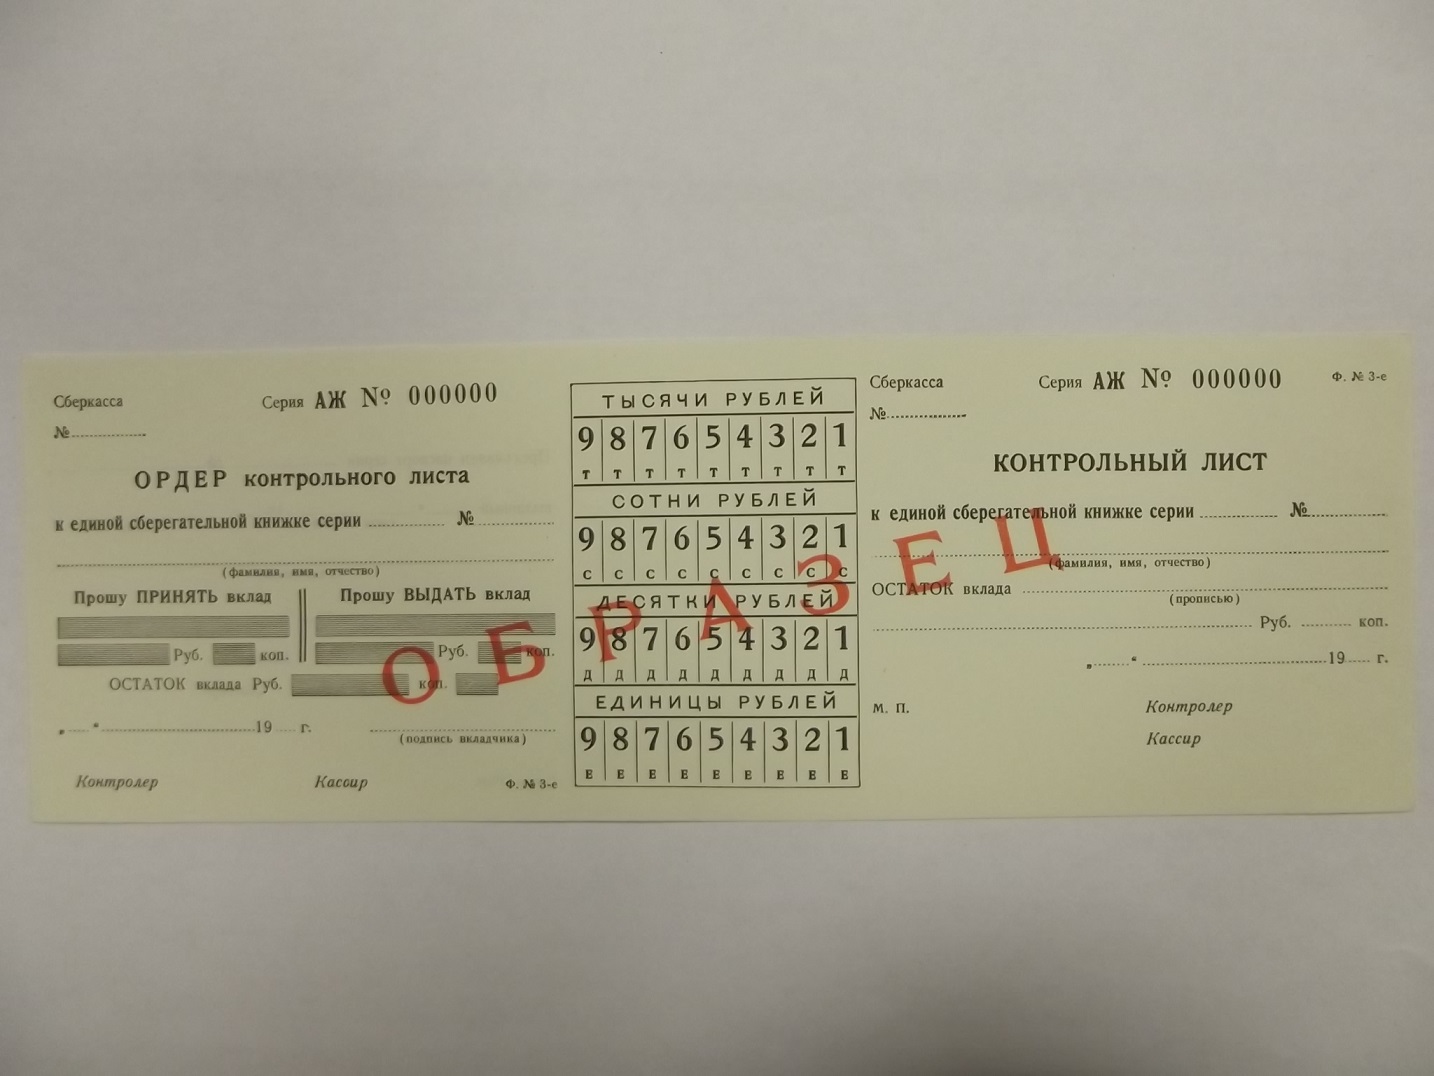 Сберкасса Серия АЖ № 000000
№
ОРДЕР контрольного листа
к единой сберегательной книжке серии №
(фамилия, имя, отчество)
Прошу ПРИНЯТЬ вклад Прошу ВЫДАТЬ вклад
Руб. коп. Руб. коп.
ОСТАТОК вклада Руб. коп.
„ “ 19 г.
(подпись вкладчика)
Контролер Кассир Ф. № 3-е
ТЫСЯЧИ РУБЛЕЙ
9 8 7 6 5 4 3 2 1
Т Т Т Т Т Т Т Т Т
СОТНИ РУБЛЕЙ
9 8 7 6 5 4 3 2 1
С С С С С С С С С
ДЕСЯТКИ РУБЛЕЙ
9 8 7 6 5 4 3 2 1
Д Д Д Д Д Д Д Д Д
ЕДИНИЦЫ РУБЛЕЙ
9 8 7 6 5 4 3 2 1
Е Е Е Е Е Е Е Е Е
Сберкасса Серия АЖ № 000000 Ф. № 3-е
№
КОНТРОЛЬНЫЙ ЛИСТ
к единой сберегательной книжке серии №
(фамилия, имя, отчество)
ОСТАТОК вклада
(прописью)
Руб. коп.
„ “ 19 г.
М. П. Контролер
Кассир
ОБРАЗЕЦ